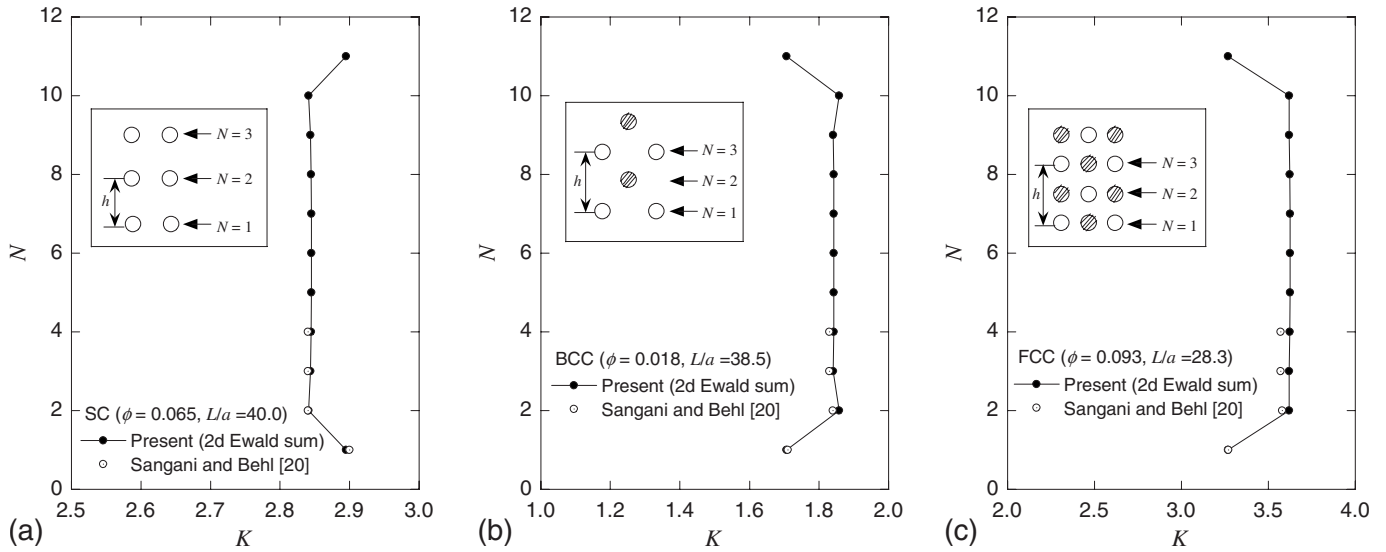 12
10
8
6
4
2
0
N
N = 3
N = 2
N = 1
h
SC (ϕ = 0.065, L/a =40.0)
Present (2d Ewald sum)
Sangani and Behl [20]
2.5 2.6 2.7 2.8 2.9 3.0
(a)
K
12
10
8
6
4
2
0
N
N = 3
N = 2
N = 1
h
BCC (ϕ = 0.018, L/a =38.5)
Present (2d Ewald sum)
Sangani and Behl [20]
1.0 1.2 1.4 1.6 1.8 2.0
(b)
K
12
10
8
6
4
2
0
N
N = 3
N = 2
N = 1
h
FCC (ϕ = 0.093, L/a =28.3)
Present (2d Ewald sum)
Sangani and Behl [20]
2.0 2.5 3.0 3.5 4.0
(c)
K